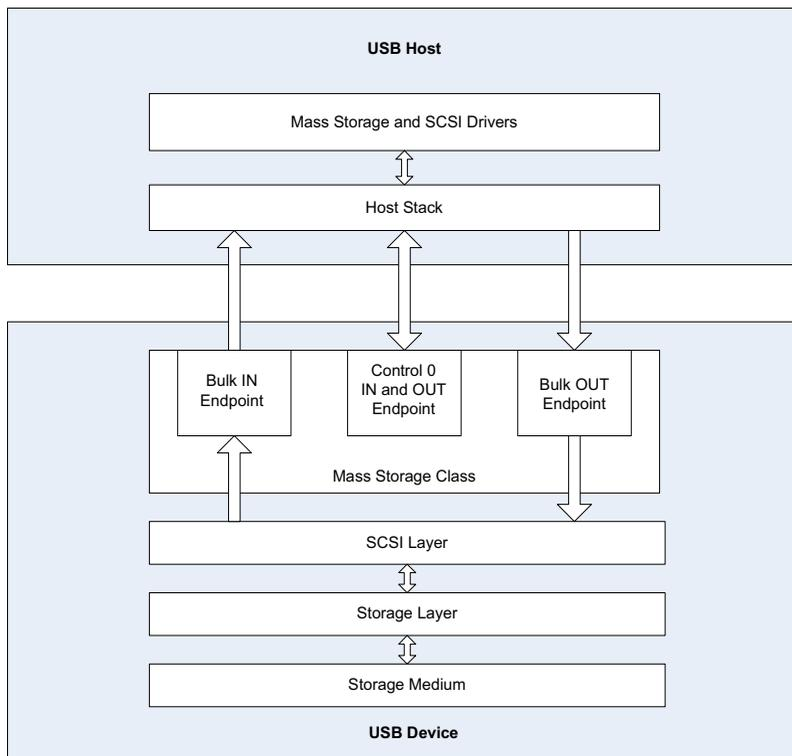 USB Host
Mass Storage and SCSI Drivers
Host Stack
Bulk IN
Endpoint
Control 0
IN and OUT
Endpoint
Bulk OUT
Endpoint
Mass Storage Class
SCSI Layer
Storage Layer
Storage Medium
USB Device